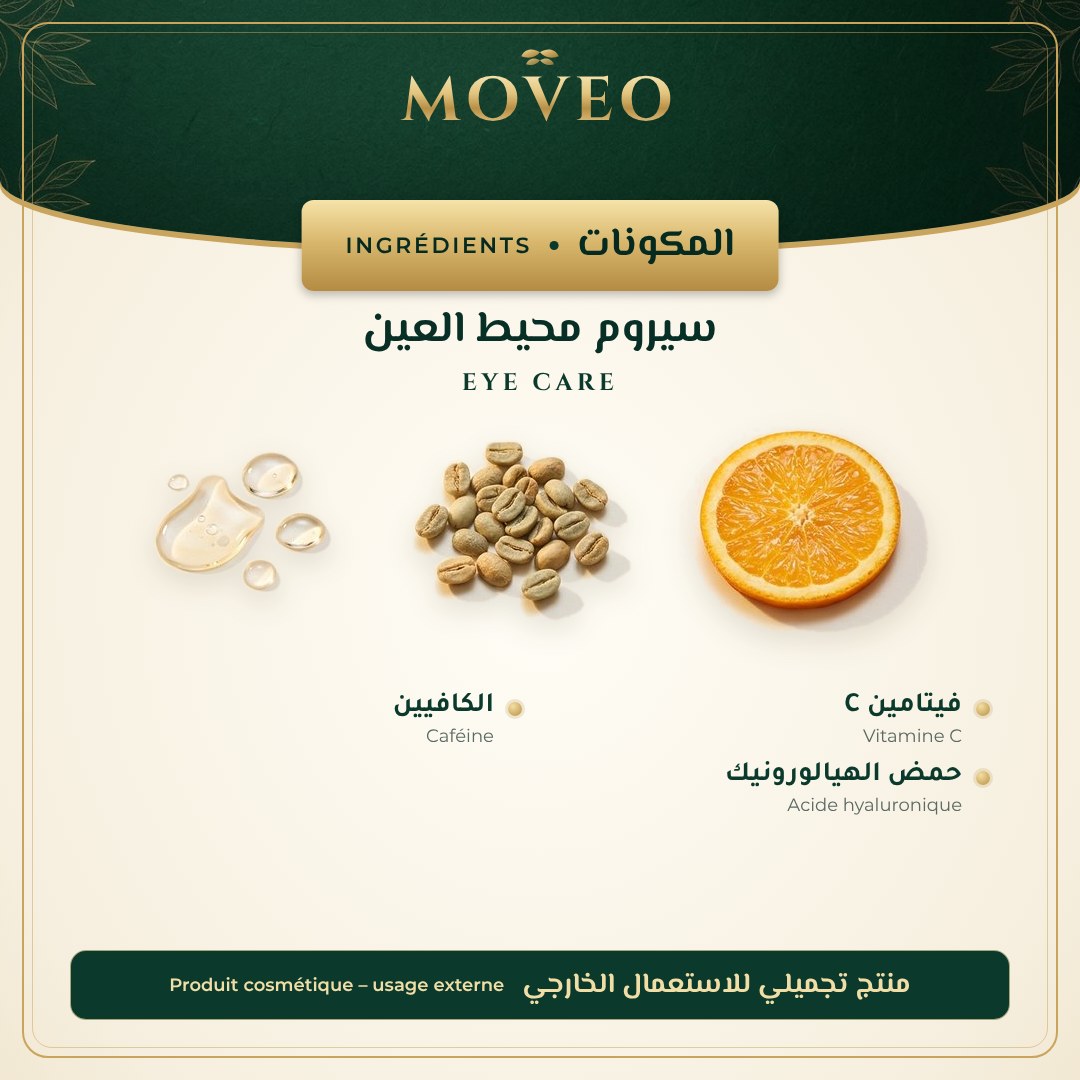 MOVEO
المكونات • INGRÉDIENTS
سيروم محيط العين
EYE CARE
فيتامين C
Vitamine C
حمض الهيالورونيك
Acide hyaluronique
الكافيين
Caféine
منتج تجميلي للاستعمال الخارجي Produit cosmétique – usage externe